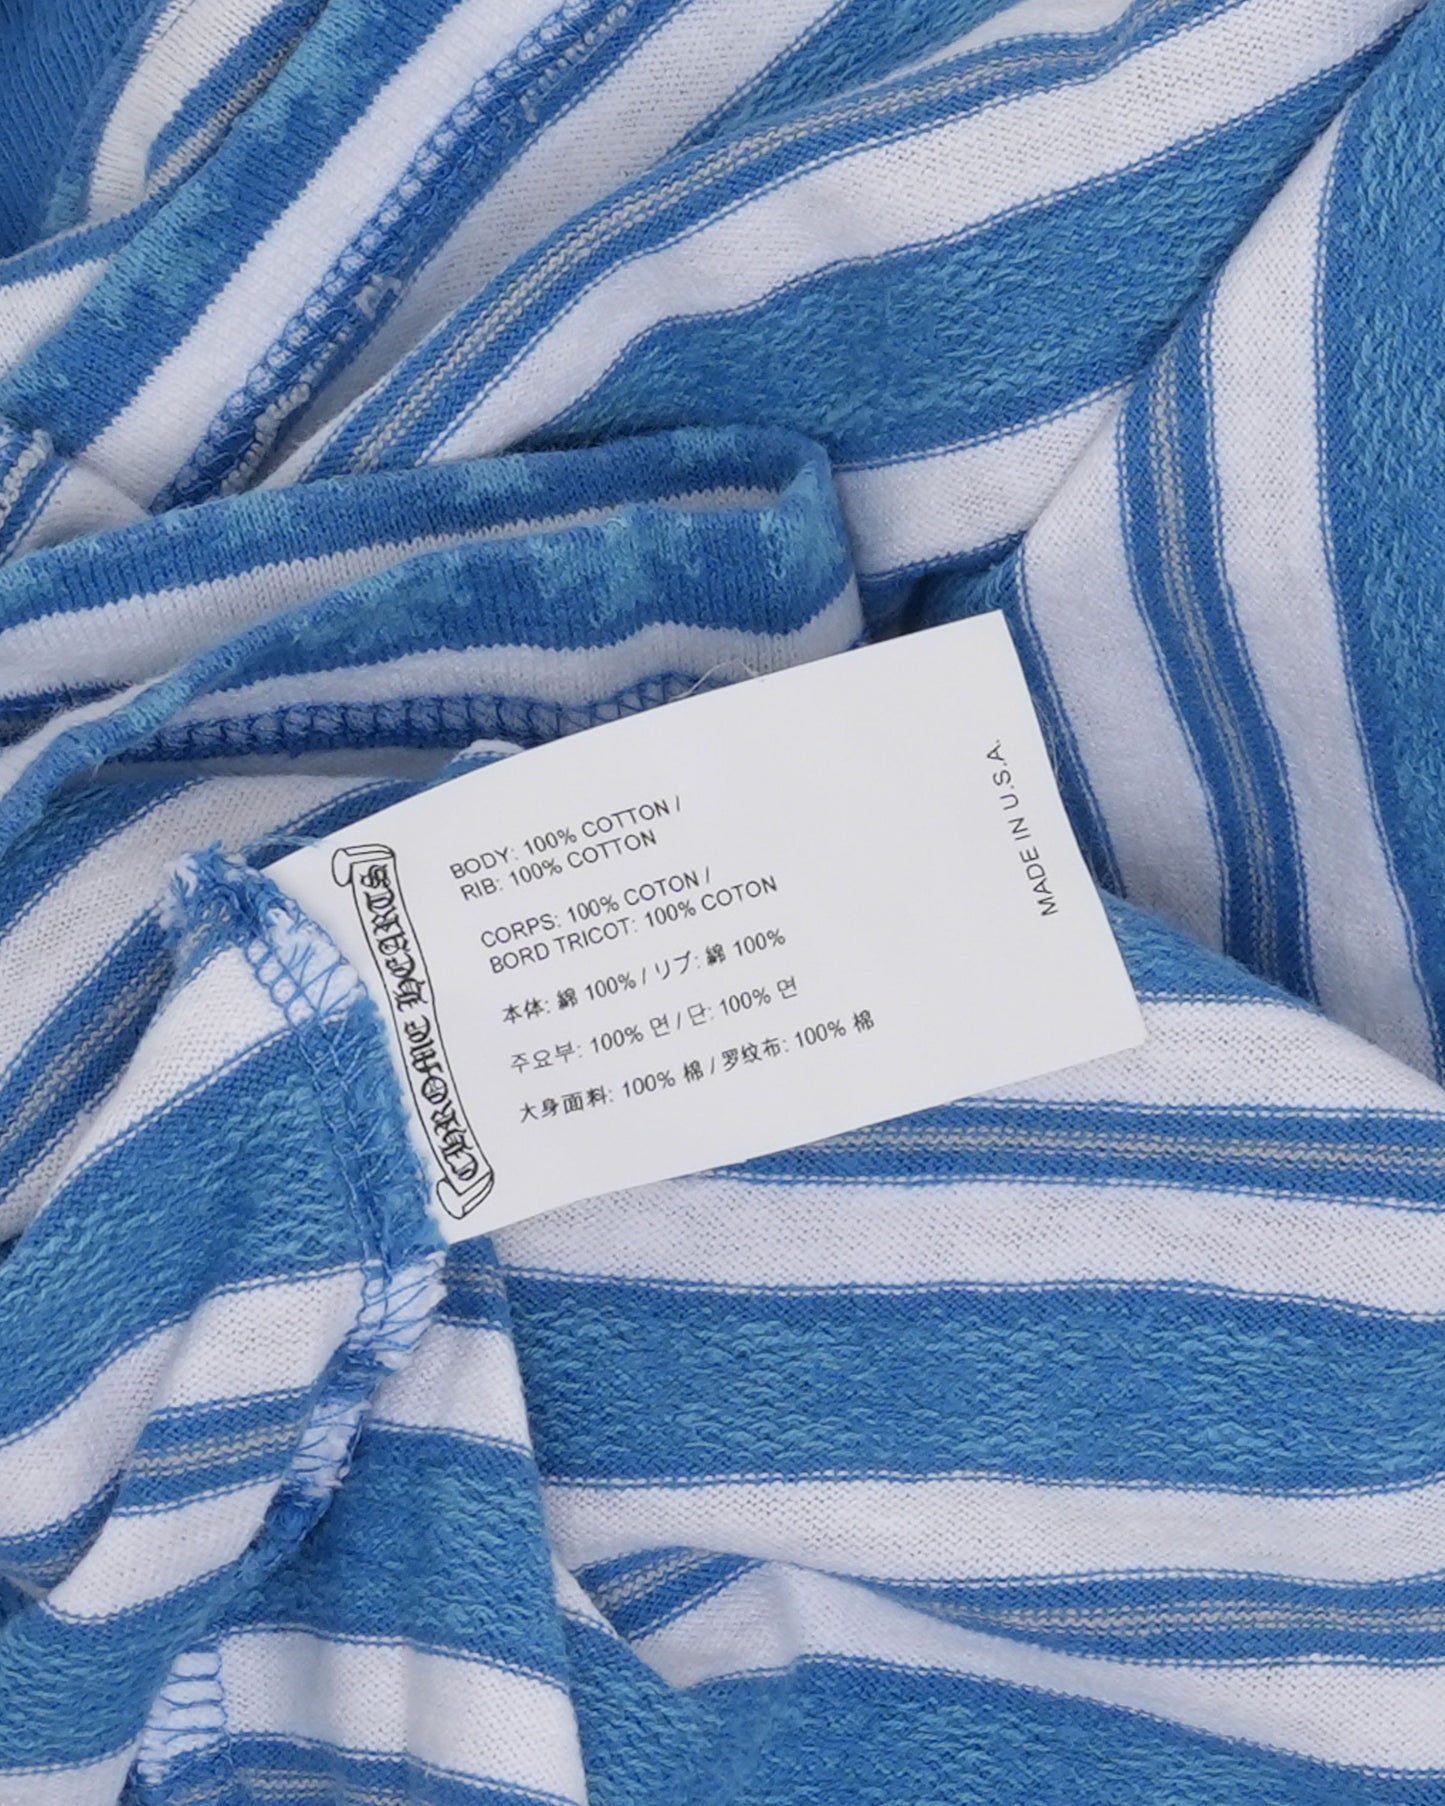 CHROME HEARTS
BODY: 100% COTTON /
RIB: 100% COTTON
CORPS: 100% COTON /
BORD TRICOT: 100% COTON
本体: 綿 100% / リブ: 綿 100%
주요부: 100% 면 / 단: 100% 면
大身面料: 100% 棉 / 罗纹布: 100% 棉
MADE IN U.S.A.